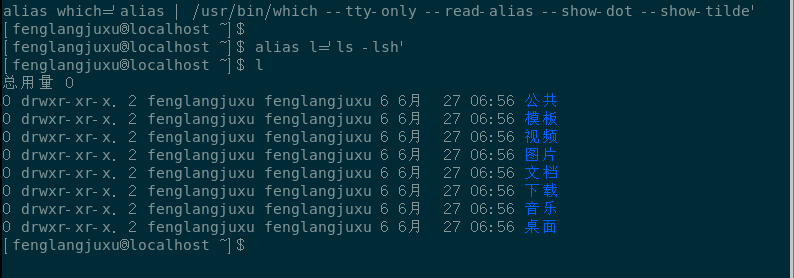 alias which='alias | /usr/bin/which --tty-only --read-alias --show-dot --show-tilde'
[fenglangjuxu@localhost ~]$
[fenglangjuxu@localhost ~]$ alias l='ls -lsh'
[fenglangjuxu@localhost ~]$ l
总用量 0
0 drwxr-xr-x. 2 fenglangjuxu fenglangjuxu 6 6月  27 06:56 公共
0 drwxr-xr-x. 2 fenglangjuxu fenglangjuxu 6 6月  27 06:56 模板
0 drwxr-xr-x. 2 fenglangjuxu fenglangjuxu 6 6月  27 06:56 视频
0 drwxr-xr-x. 2 fenglangjuxu fenglangjuxu 6 6月  27 06:56 图片
0 drwxr-xr-x. 2 fenglangjuxu fenglangjuxu 6 6月  27 06:56 文档
0 drwxr-xr-x. 2 fenglangjuxu fenglangjuxu 6 6月  27 06:56 下载
0 drwxr-xr-x. 2 fenglangjuxu fenglangjuxu 6 6月  27 06:56 音乐
0 drwxr-xr-x. 2 fenglangjuxu fenglangjuxu 6 6月  27 06:56 桌面
[fenglangjuxu@localhost ~]$